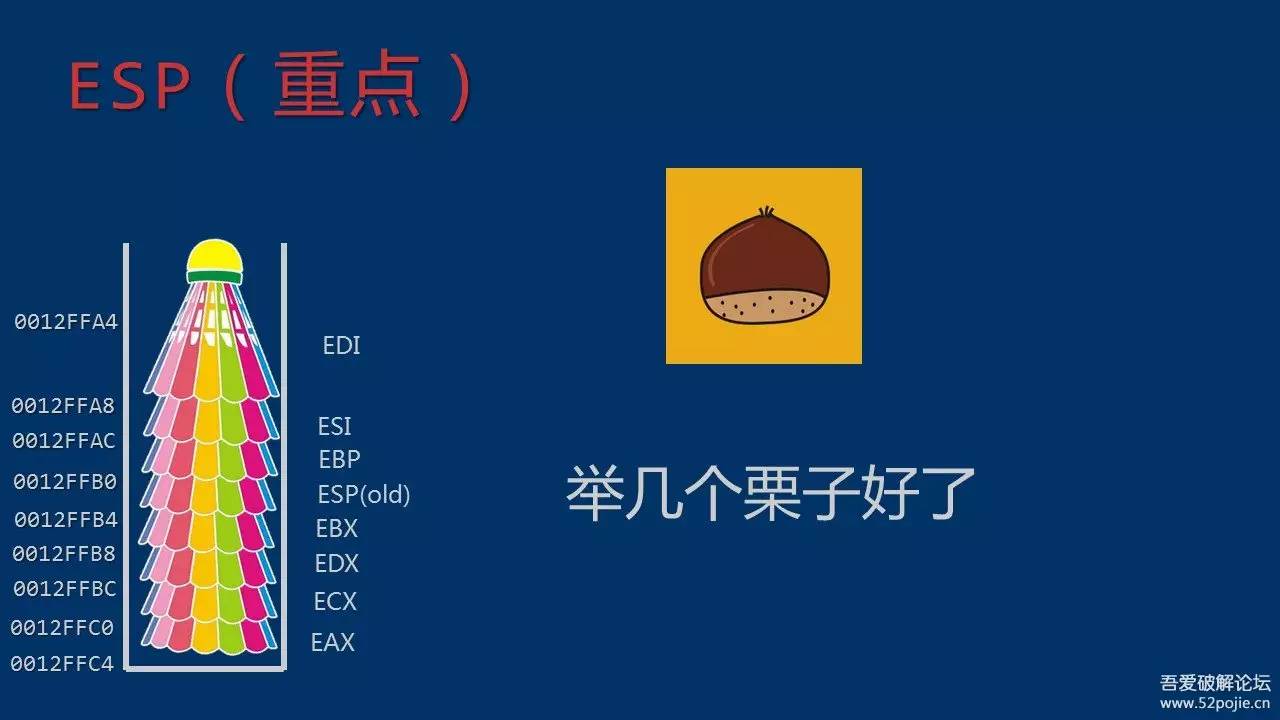 ESP（重点）
0012FFA4
EDI
0012FFA8
ESI
0012FFAC
EBP
0012FFB0
ESP(old)
0012FFB4
EBX
0012FFB8
EDX
0012FFBC
ECX
0012FFC0
EAX
0012FFC4
举几个栗子好了
吾爱破解论坛
www.52pojie.cn